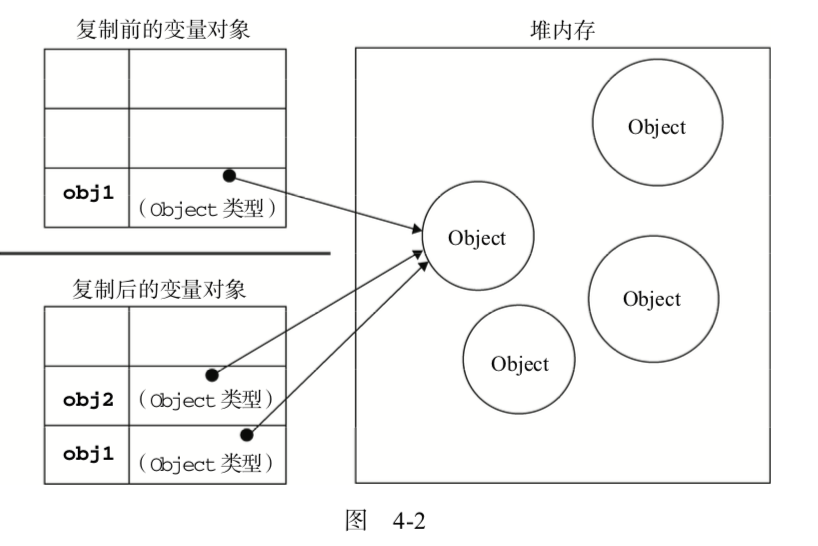 复制前的变量对象
堆内存
obj1
（Object 类型）
Object
Object
复制后的变量对象
Object
Object
obj2
（Object 类型）
obj1
（Object 类型）
图 4-2